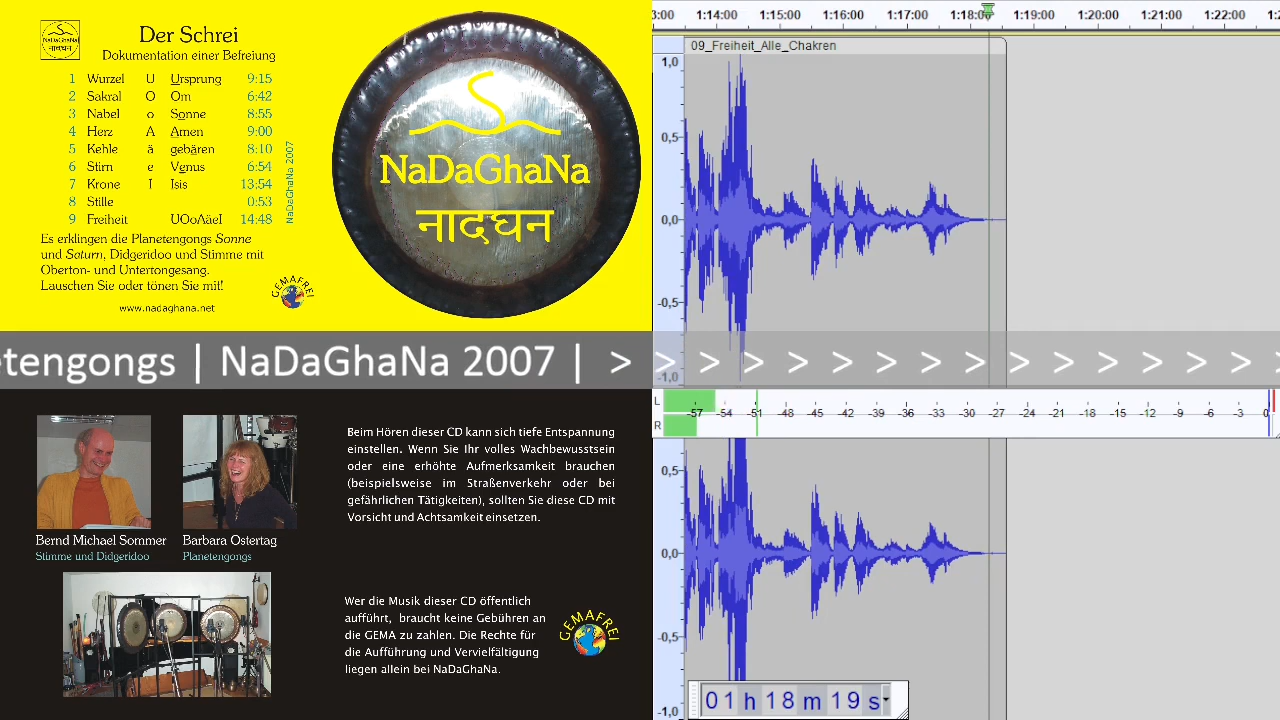 NaDaGhaNa
नादघन
Der Schrei
Dokumentation einer Befreiung
1 Wurzel U Ursprung 9:15
2 Sakral O Om 6:42
3 Nabel o Sonne 8:55
4 Herz A Amen 9:00
5 Kehle ä gebären 8:10
6 Stirn e Venus 6:54
7 Krone I Isis 13:54
8 Stille 0:53
9 Freiheit UOoAäeI 14:48
NaDaGhaNa 2007
Es erklingen die Planetengongs Sonne
und Saturn, Didgeridoo und Stimme mit
Oberton- und Untertongesang.
Lauschen Sie oder tönen Sie mit!
www.nadaghana.net
GEMAFREI
NaDaGhaNa
नादघन
3:00 1:14:00 1:15:00 1:16:00 1:17:00 1:18:00 1:19:00 1:20:00 1:21:00 1:22:00
09_Freiheit_Alle_Chakren
1,0
0,5
0,0
-0,5
-1,0
etengongs | NaDaGhaNa 2007 | > > > > > > > > > > > > > > > >
L
R
-57 -54 -51 -48 -45 -42 -39 -36 -33 -30 -27 -24 -21 -18 -15 -12 -9 -6 -3 0
0,5
0,0
-0,5
-1,0
01 h 18 m 19 s
Bernd Michael Sommer
Stimme und Didgeridoo
Barbara Ostertag
Planetengongs
Beim Hören dieser CD kann sich tiefe Entspannung
einstellen. Wenn Sie Ihr volles Wachbewusstsein
oder eine erhöhte Aufmerksamkeit brauchen
(beispielsweise im Straßenverkehr oder bei
gefährlichen Tätigkeiten), sollten Sie diese CD mit
Vorsicht und Achtsamkeit einsetzen.
Wer die Musik dieser CD öffentlich
aufführt, braucht keine Gebühren an
die GEMA zu zahlen. Die Rechte für
die Aufführung und Vervielfältigung
liegen allein bei NaDaGhaNa.
GEMAFREI